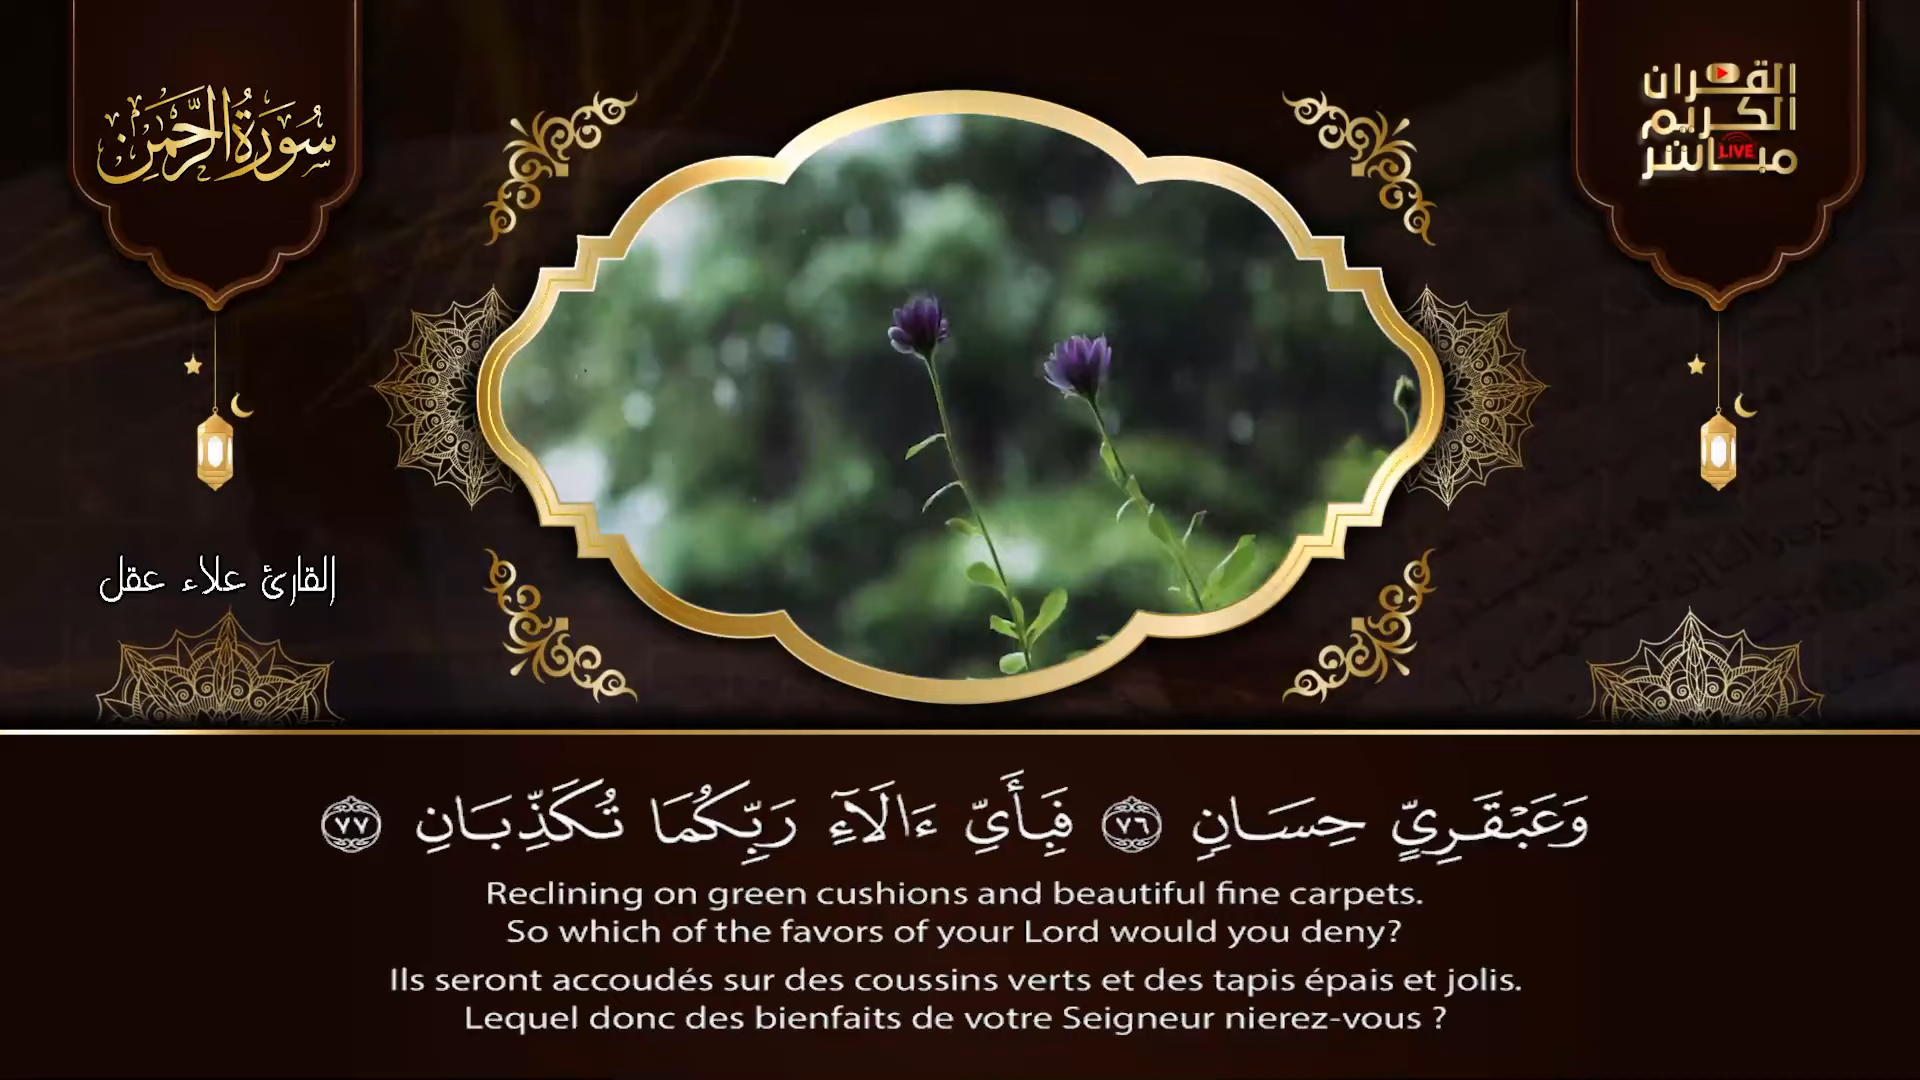 سُورَةُ الرَّحْمَٰن
القرآن
الكريم
مباشر
LIVE
القارئ علاء عقل
وَعَبْقَرِيٍّ حِسَانٍ ٧٦ فَبِأَيِّ ءَالَآءِ رَبِّكُمَا تُكَذِّبَانِ ٧٧
Reclining on green cushions and beautiful fine carpets.
So which of the favors of your Lord would you deny?
Ils seront accoudés sur des coussins verts et des tapis épais et jolis.
Lequel donc des bienfaits de votre Seigneur nierez-vous ?